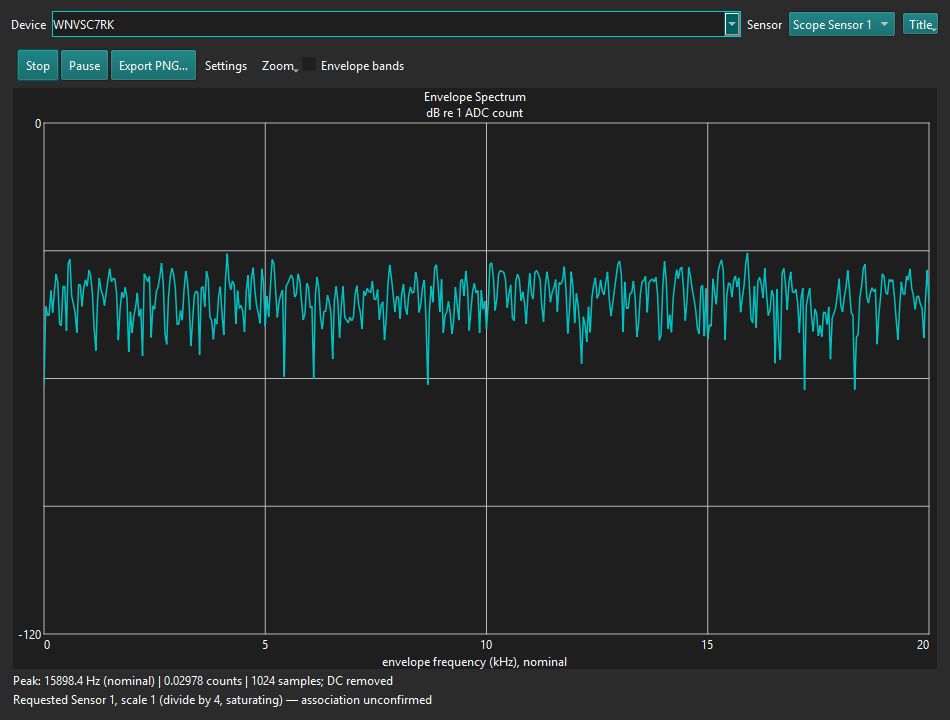 Device WNVSC7RK Sensor Scope Sensor 1 Title
Stop Pause Export PNG... Settings Zoom Envelope bands
Envelope Spectrum
dB re 1 ADC count
0
-120
0 5 10 15 20
envelope frequency (kHz), nominal
Peak: 15898.4 Hz (nominal) | 0.02978 counts | 1024 samples; DC removed
Requested Sensor 1, scale 1 (divide by 4, saturating) — association unconfirmed